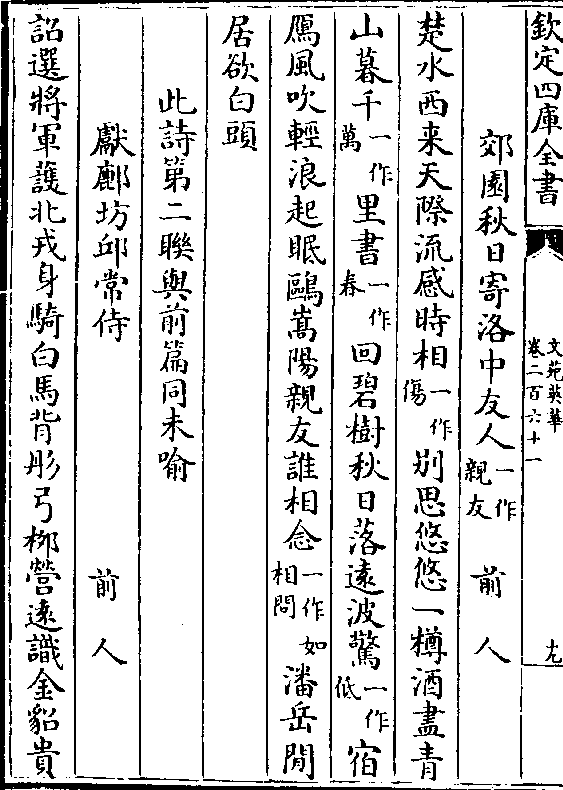 欽定四庫全書
文苑英華
卷二百六十一
九
郊園秋日寄洛中友人一作親友 前人
楚水西来天際流感時相一作傷别思悠悠一樽酒盡青
山暮千一作萬里書一作春回碧樹秋日落遠波驚一作低宿
鴈風吹輕浪起眠鷗嵩陽親友誰相念一作相問如潘岳閒
居欲白頭
此詩第二聨與前篇同未喻
獻鄜坊邱常侍 前人
詔選將軍護北戎身騎白馬背彤弓栁營逺識金貂貴